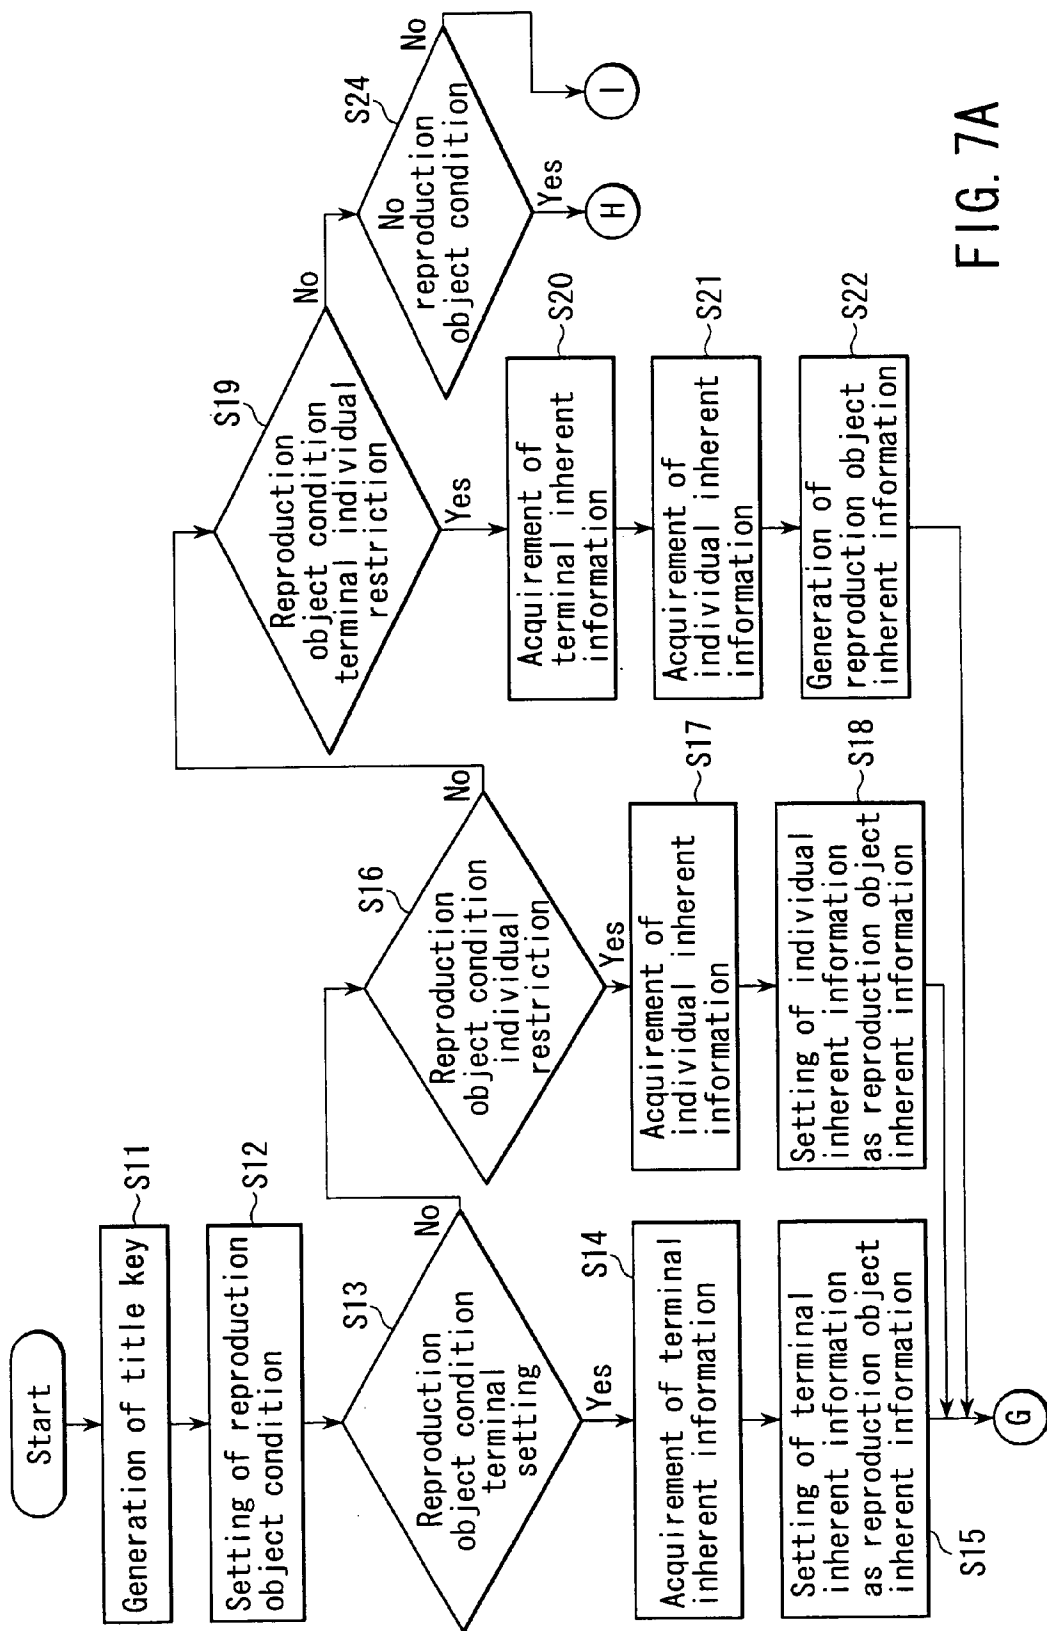 Start
Generation of title key
S11
Setting of reproduction
object condition
S12
Reproduction
object condition
terminal
setting
S13
No
Yes
Acquirement of terminal
inherent information
S14
Setting of terminal
inherent information
as reproduction object
inherent information
S15
G
Reproduction
object condition
individual
restriction
S16
No
Yes
Acquirement of
individual inherent
information
S17
Setting of individual
inherent information
as reproduction object
inherent information
S18
Reproduction
object condition
terminal individual
restriction
S19
No
Yes
Acquirement of
terminal inherent
information
S20
Acquirement of
individual inherent
information
S21
Generation of
reproduction object
inherent information
S22
No
reproduction
object condition
S24
No
Yes
H
I
FIG. 7A